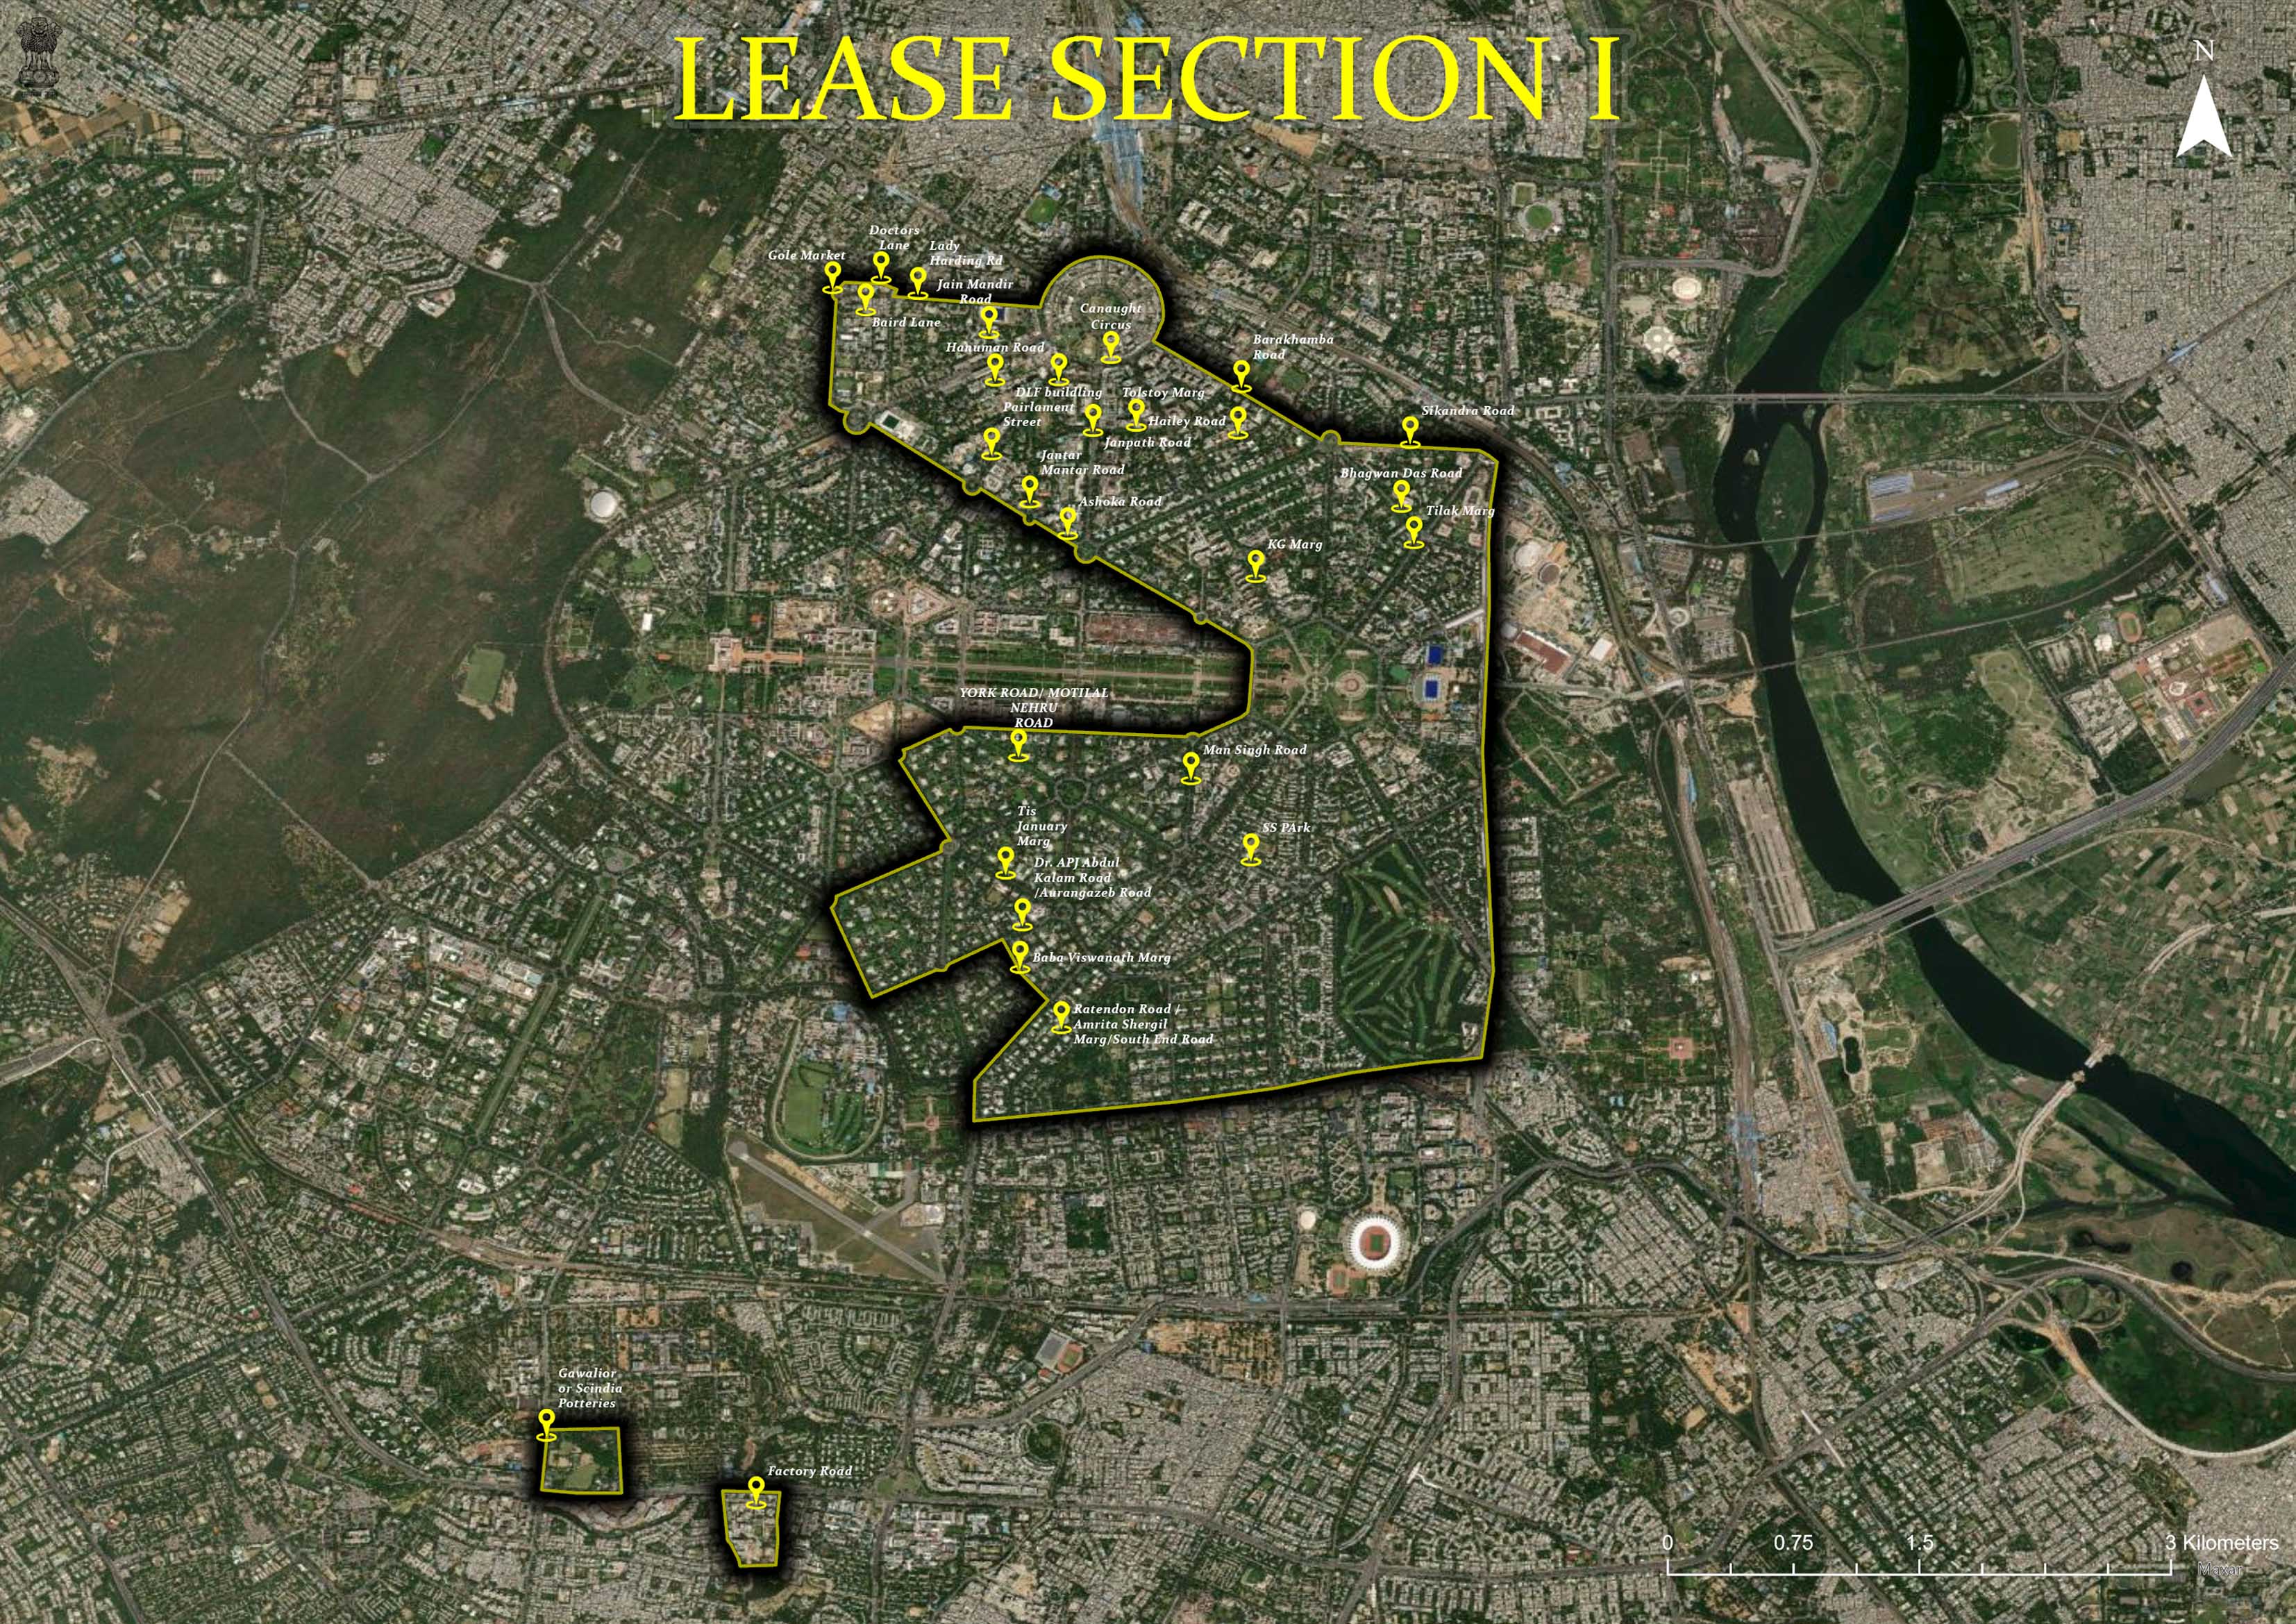 LEASE SECTION I
N
Doctors
Lane
Gole Market
Lady
Harding Rd
Jain Mandir
Road
Baird Lane
Canaught
Circus
Hanuman Road
Barakhamba
Road
DLF buildling
Tolstoy Marg
Pairlament
Street
Hailey Road
Sikandra Road
Janpath Road
Jantar
Mantar Road
Bhagwan Das Road
Ashoka Road
Tilak Marg
KG Marg
YORK ROAD/ MOTILAL
NEHRU
ROAD
Man Singh Road
Tis
January
Marg
SS PArk
Dr. APJ Abdul
Kalam Road
/Aurangazeb Road
Baba Viswanath Marg
Ratendon Road /
Amrita Shergil
Marg/South End Road
Gawalior
or Scindia
Potteries
Factory Road
0 0.75 1.5 3 Kilometers
Maxar